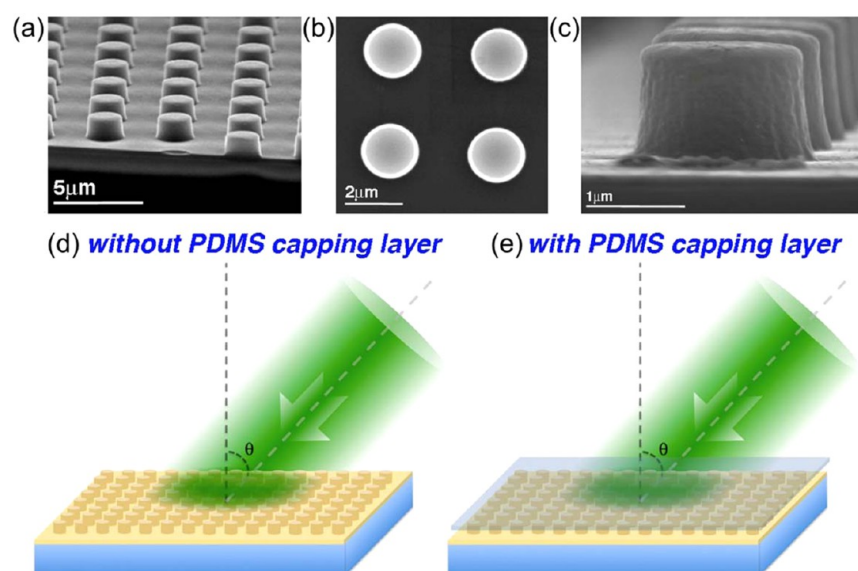 (a)
(b)
(c)
5μm
2μm
1μm
(d) without PDMS capping layer
(e) with PDMS capping layer
θ
θ